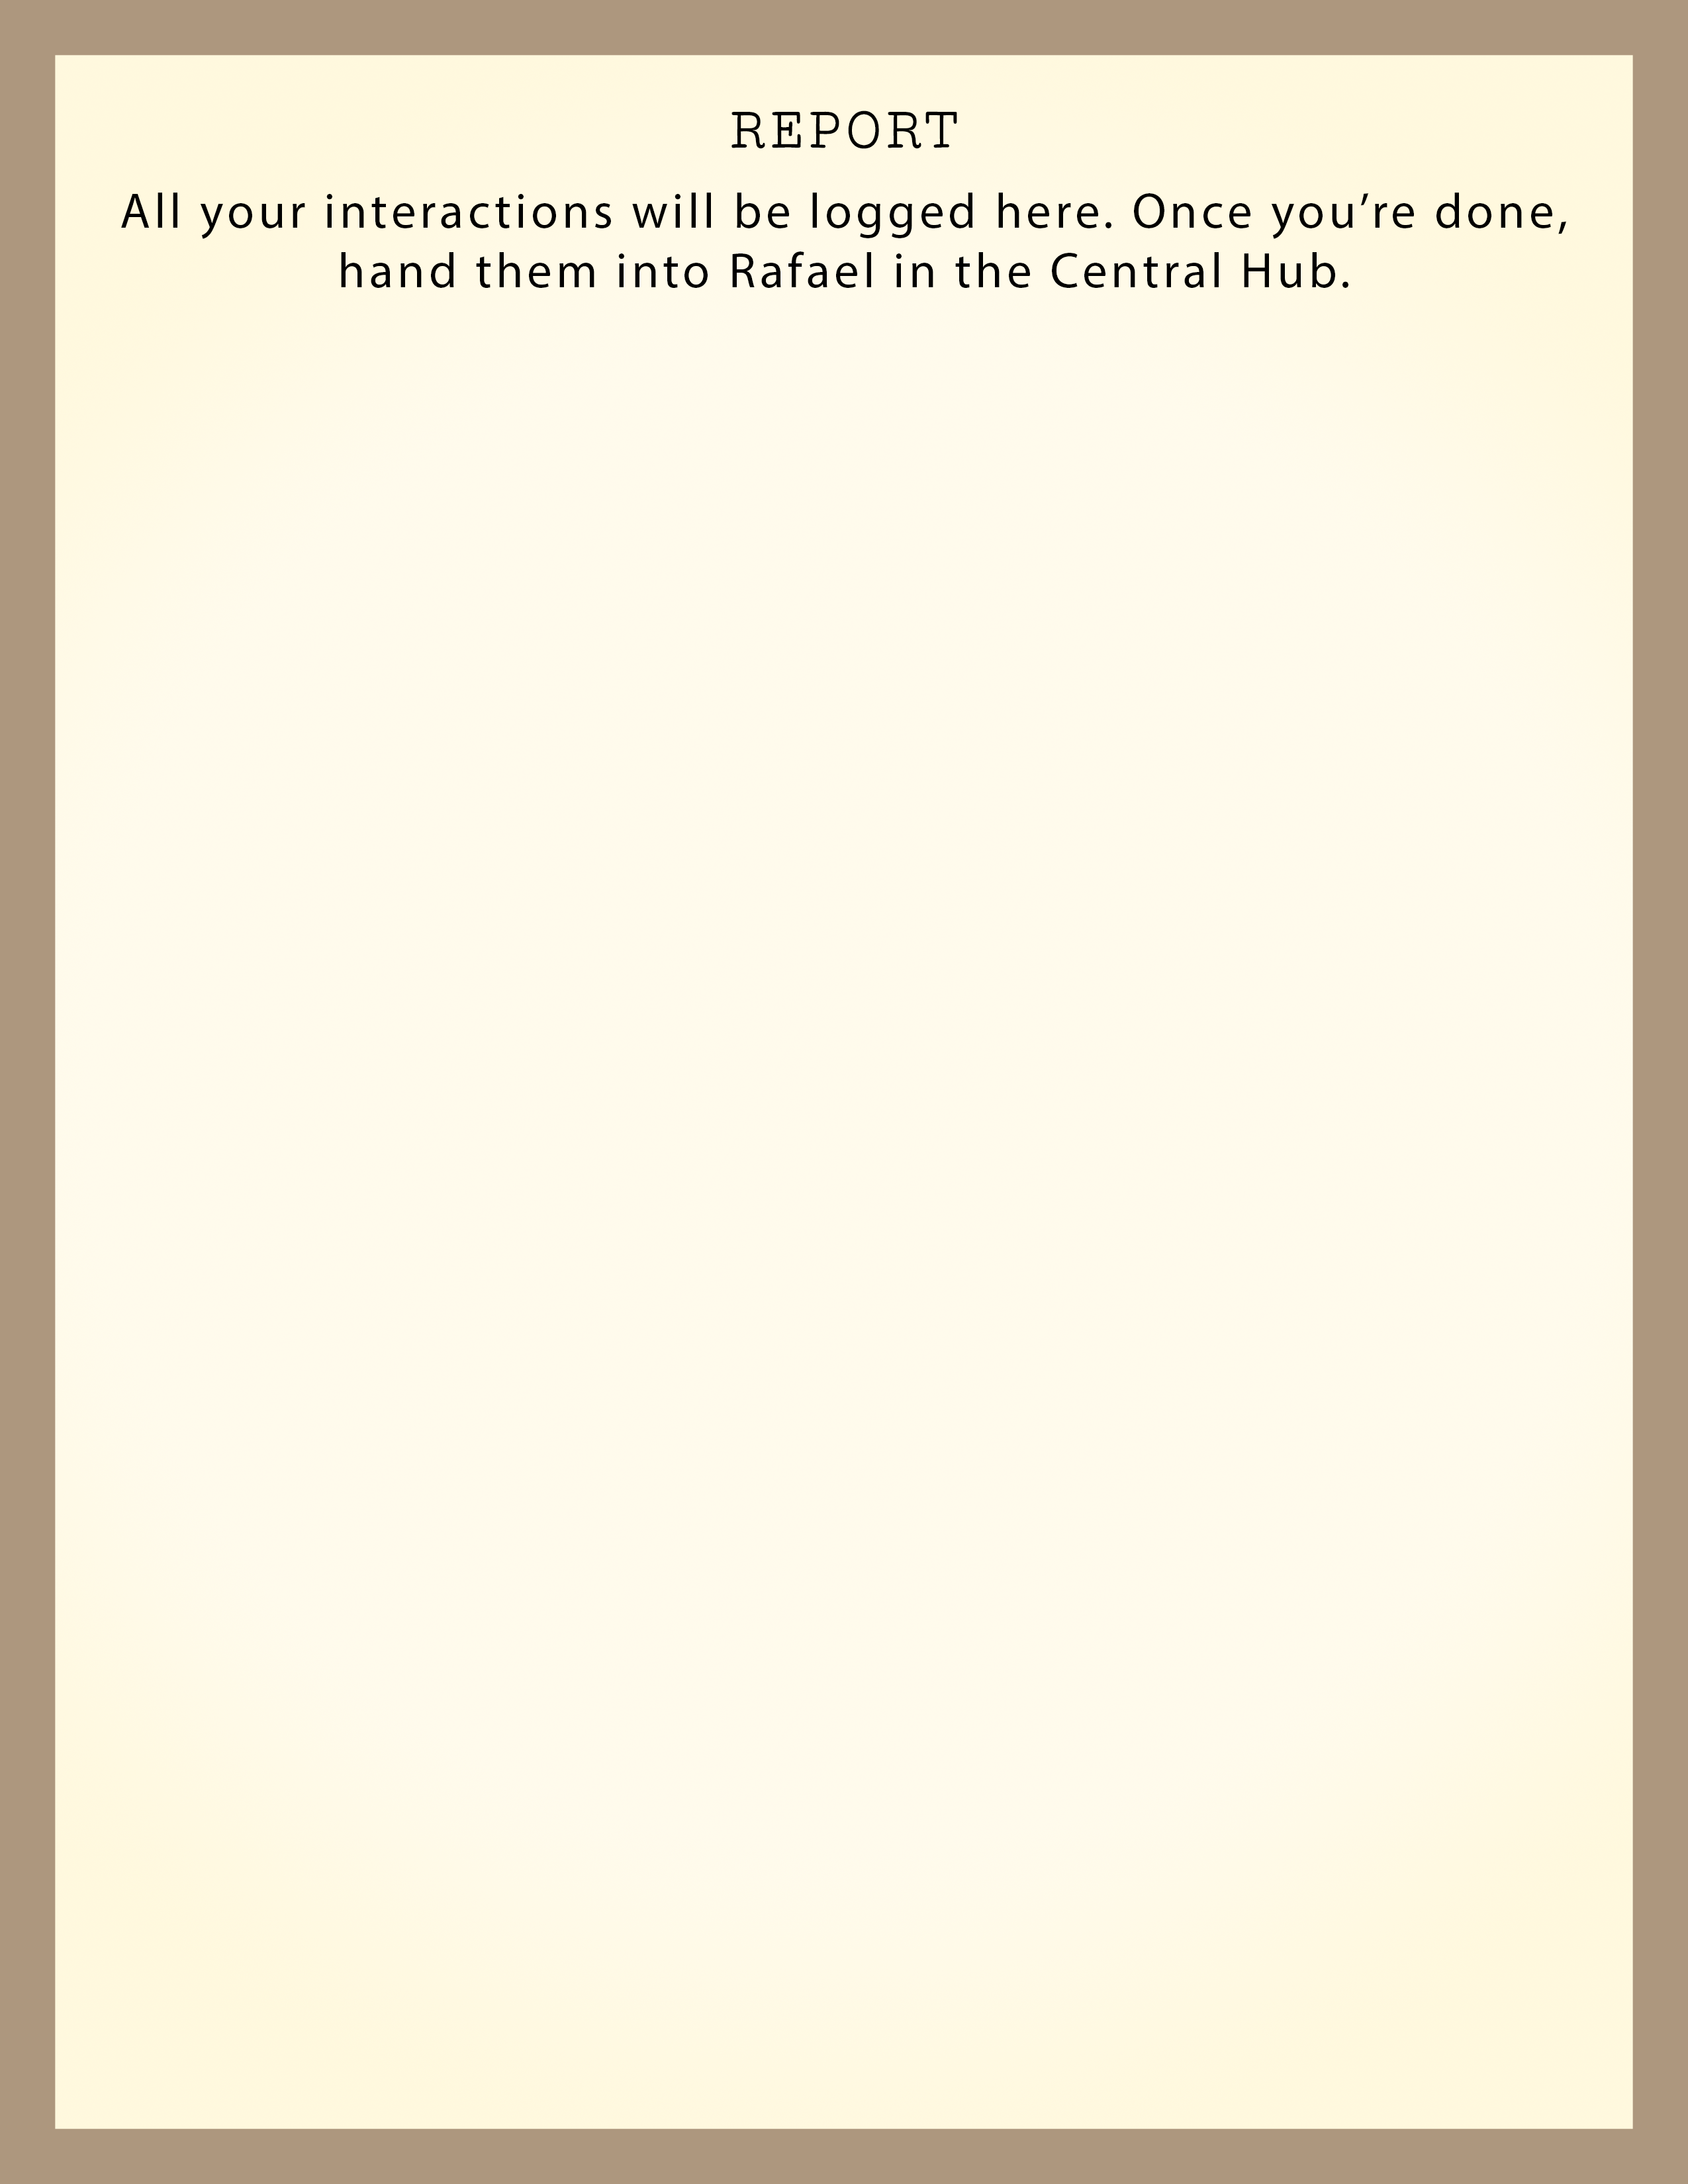 REPORT
All your interactions will be logged here. Once you’re done,
hand them into Rafael in the Central Hub.